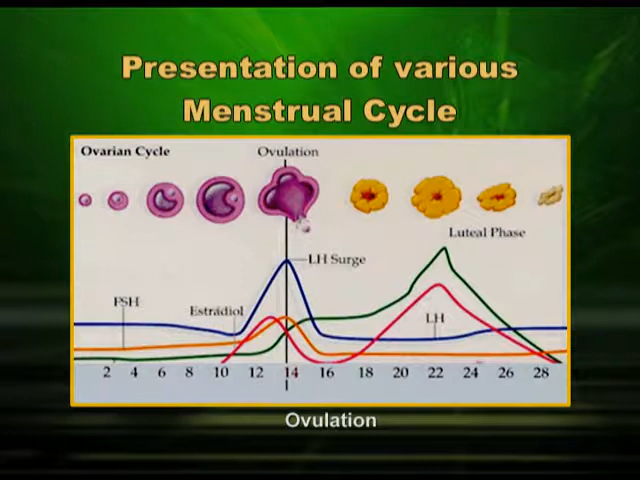 Presentation of various
Menstrual Cycle
Ovarian Cycle
Ovulation
Luteal Phase
LH Surge
FSH
Estradiol
LH
2 4 6 8 10 12 14 16 18 20 22 24 26 28
Ovulation